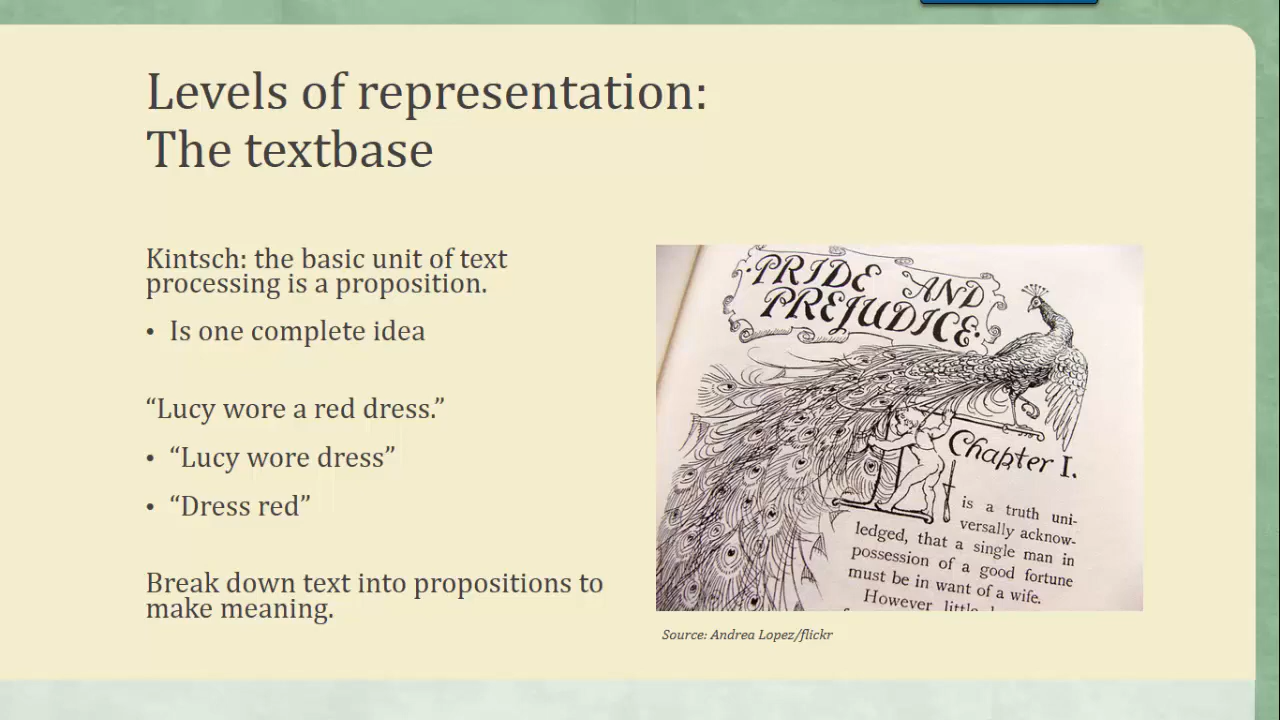 Levels of representation:
The textbase
Kintsch: the basic unit of text
processing is a proposition.
• Is one complete idea
“Lucy wore a red dress.”
• “Lucy wore dress”
• “Dress red”
Break down text into propositions to
make meaning.
·PRIDE AND
PREJUDICE·
Chapter I.
is a truth uni-
versally acknow-
ledged, that a single man in
possession of a good fortune
must be in want of a wife.
However little
Source: Andrea Lopez/flickr